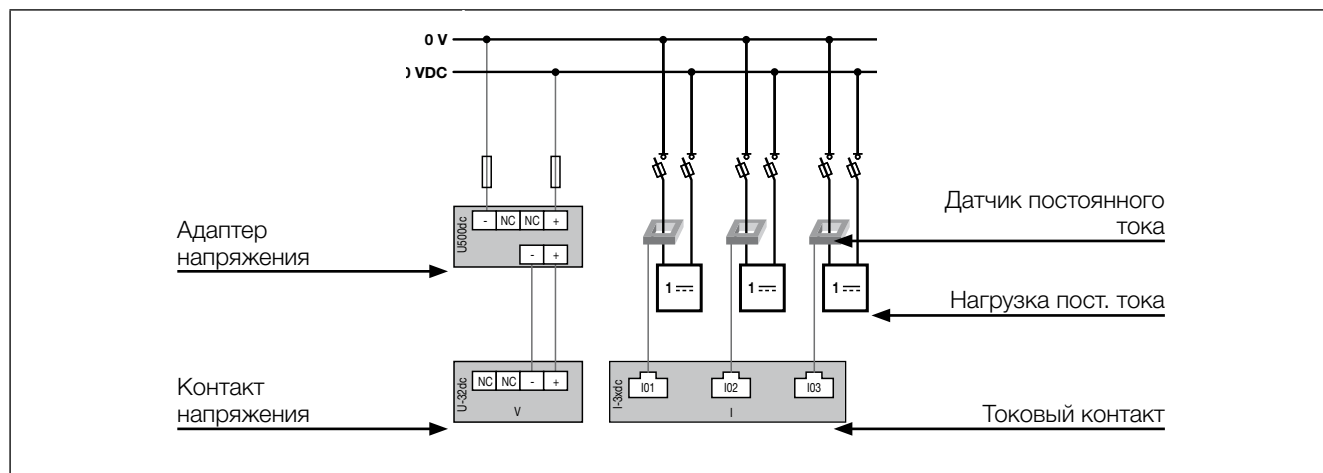 0 V
0 VDC
U500dc
- NC NC +
- +
Адаптер
напряжения
Датчик постоянного
тока
1 1 1
Нагрузка пост. тока
U-32dc
NC NC - +
V
Контакт
напряжения
I-3xdc
I01 I02 I03
I
Токовый контакт